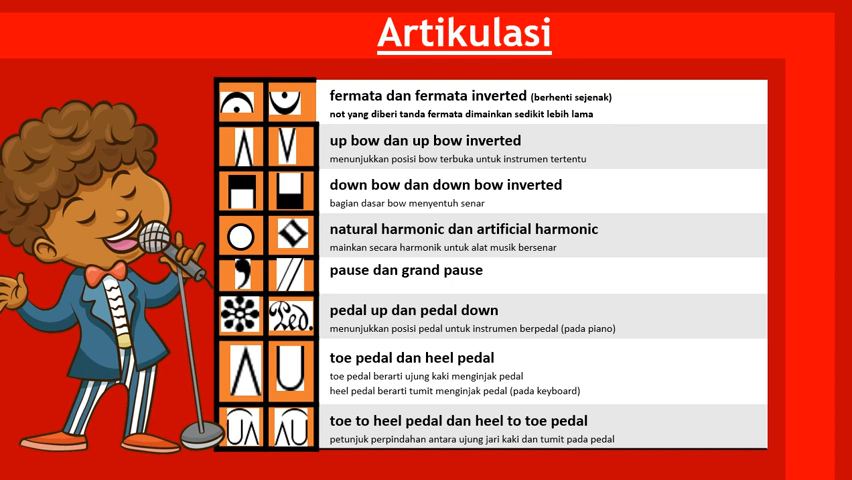 Artikulasi
fermata dan fermata inverted (berhenti sejenak)
not yang diberi tanda fermata dimainkan sedikit lebih lama
up bow dan up bow inverted
menunjukkan posisi bow terbuka untuk instrumen tertentu
down bow dan down bow inverted
bagian dasar bow menyentuh senar
natural harmonic dan artificial harmonic
mainkan secara harmonik untuk alat musik bersenar
pause dan grand pause
Ped.
pedal up dan pedal down
menunjukkan posisi pedal untuk instrumen berpedal (pada piano)
toe pedal dan heel pedal
toe pedal berarti ujung kaki menginjak pedal
heel pedal berarti tumit menginjak pedal (pada keyboard)
toe to heel pedal dan heel to toe pedal
petunjuk perpindahan antara ujung jari kaki dan tumit pada pedal